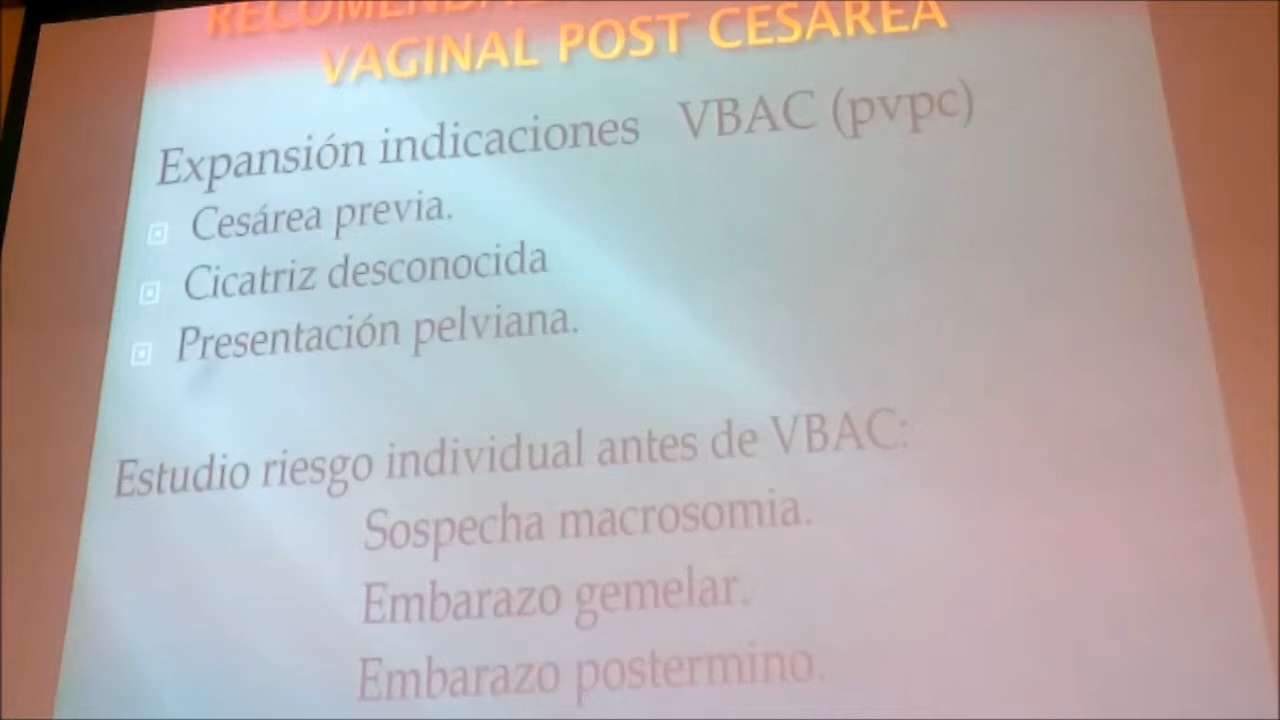 VAGINAL POST CESAREA
Expansión indicaciones VBAC (pvpc)
Cesárea previa.
Cicatriz desconocida
Presentación pelviana.
Estudio riesgo individual antes de VBAC:
Sospecha macrosomia.
Embarazo gemelar.
Embarazo postermino.